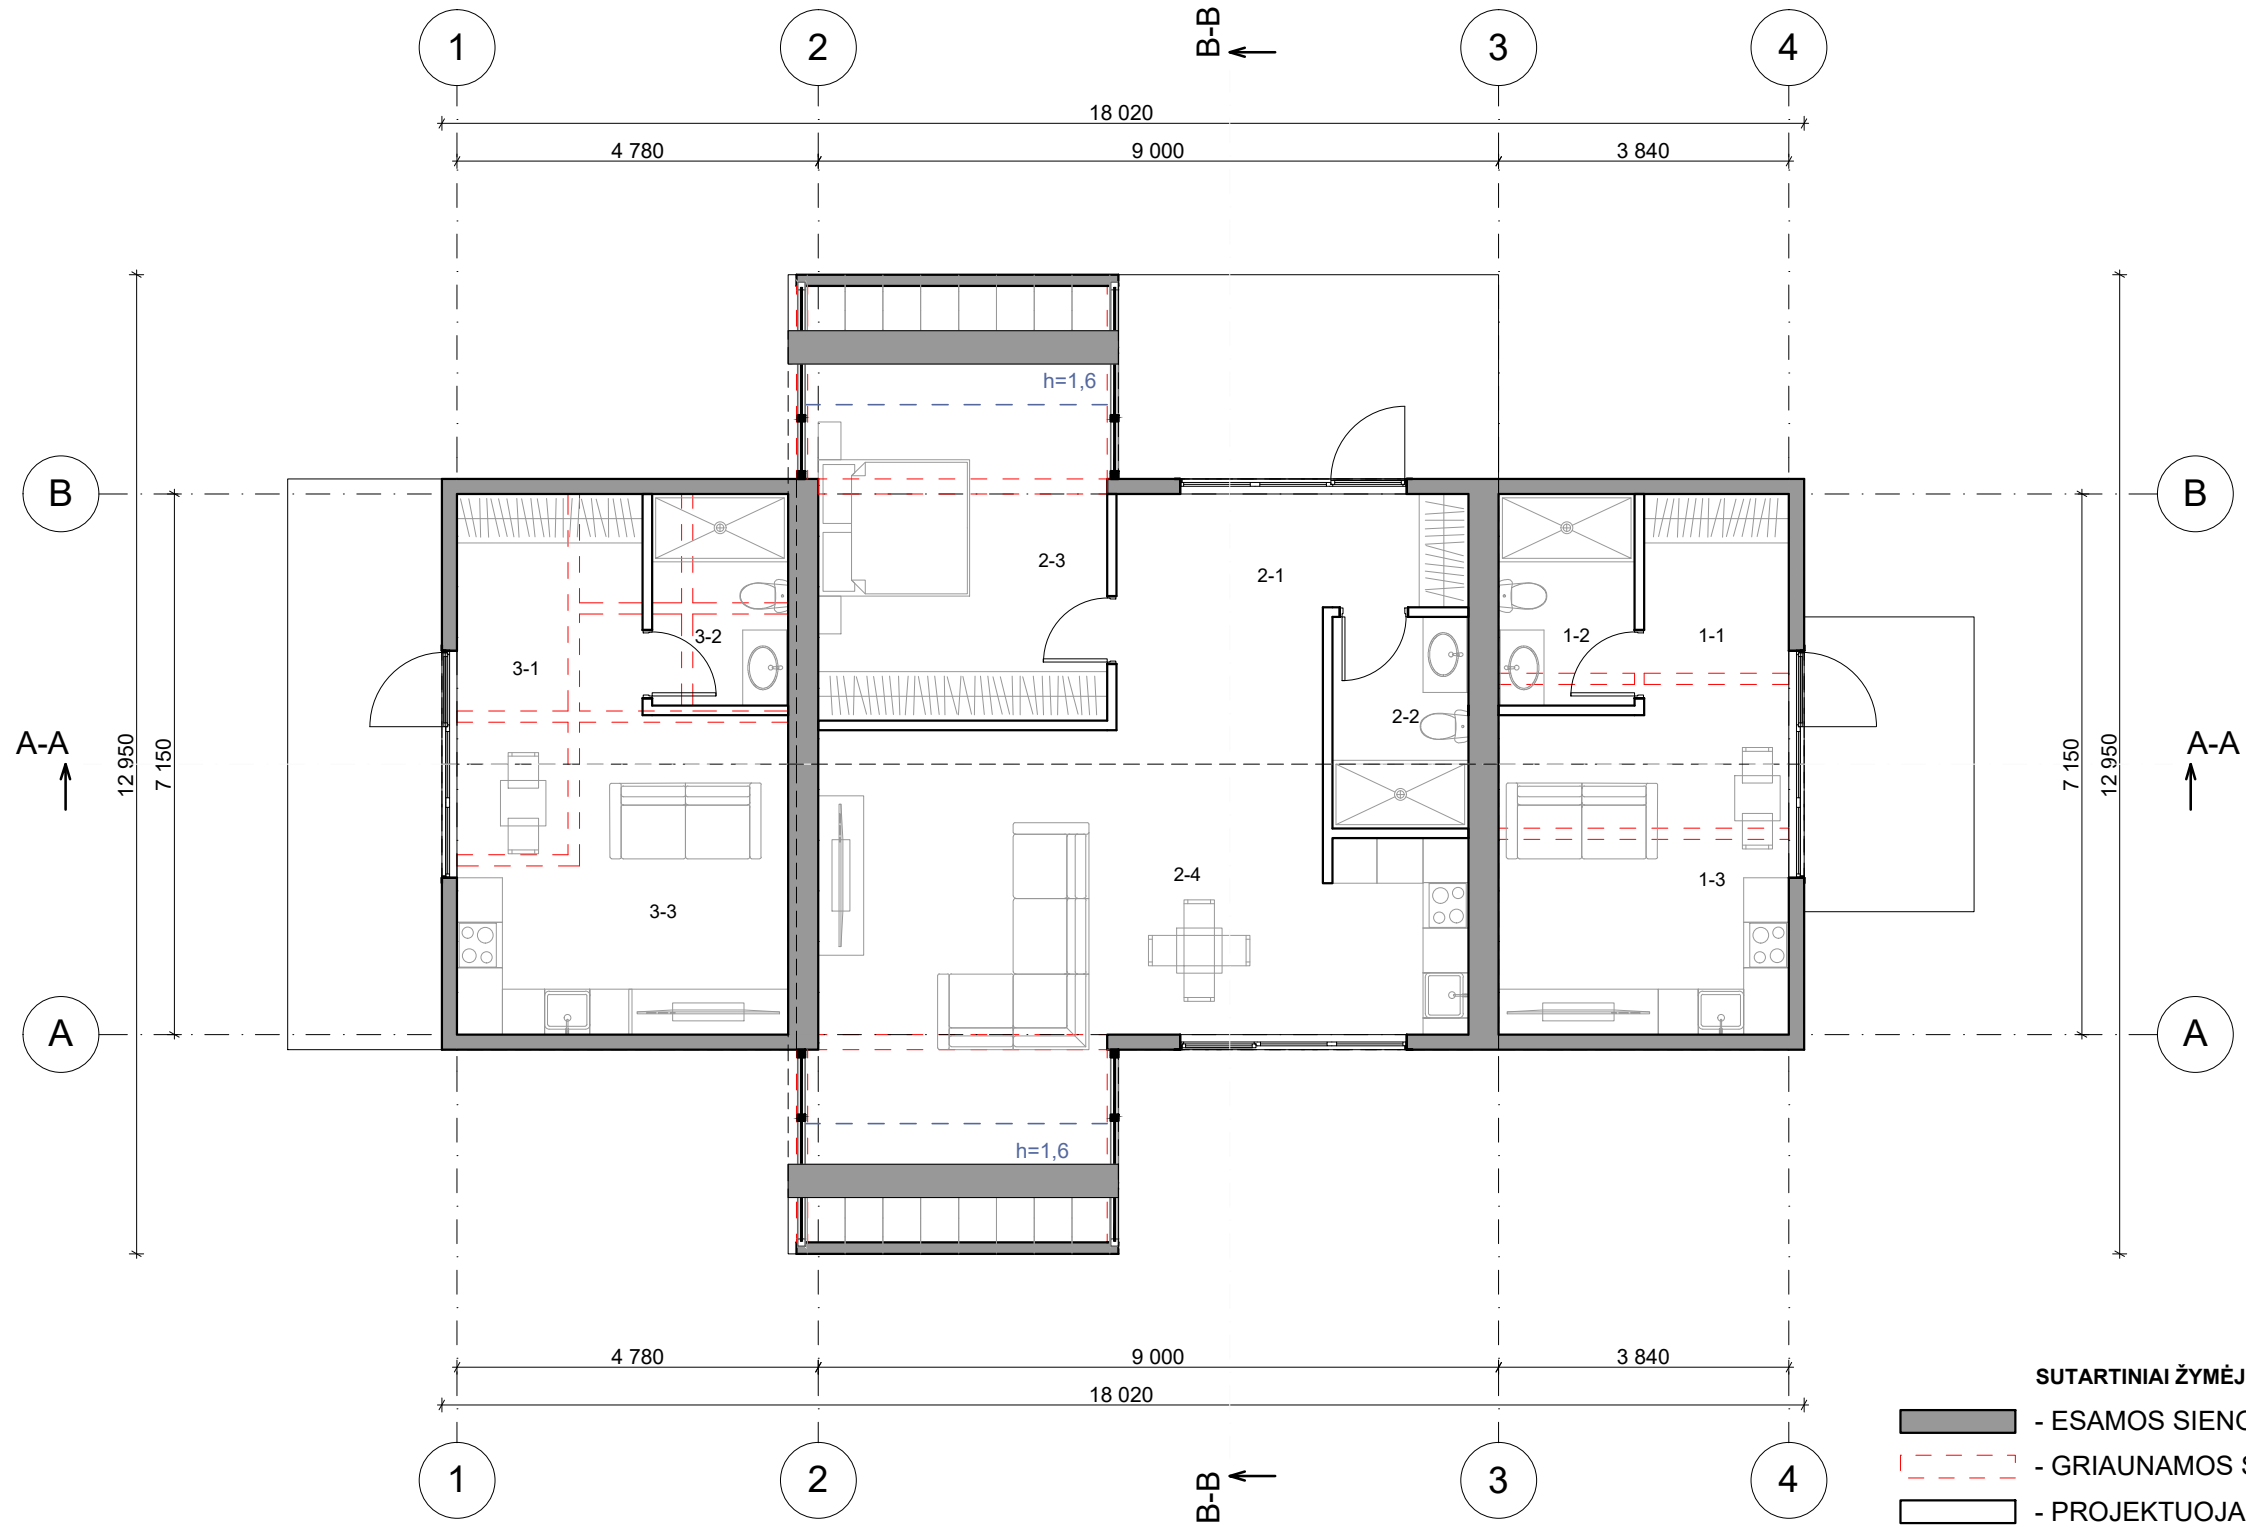 1 2 B-B 3 4
18 020
4 780 9 000 3 840
h=1,6
B B
2-3 2-1
3-2 1-2 1-1
3-1
2-2
A-A A-A
12 950 7 150 7 150 12 950
2-4 1-3
3-3
A A
h=1,6
4 780 9 000 3 840
18 020
1 2 B-B 3 4
SUTARTINIAI ŽYMĖJ
- ESAMOS SIENO
- GRIAUNAMOS S
- PROJEKTUOJA